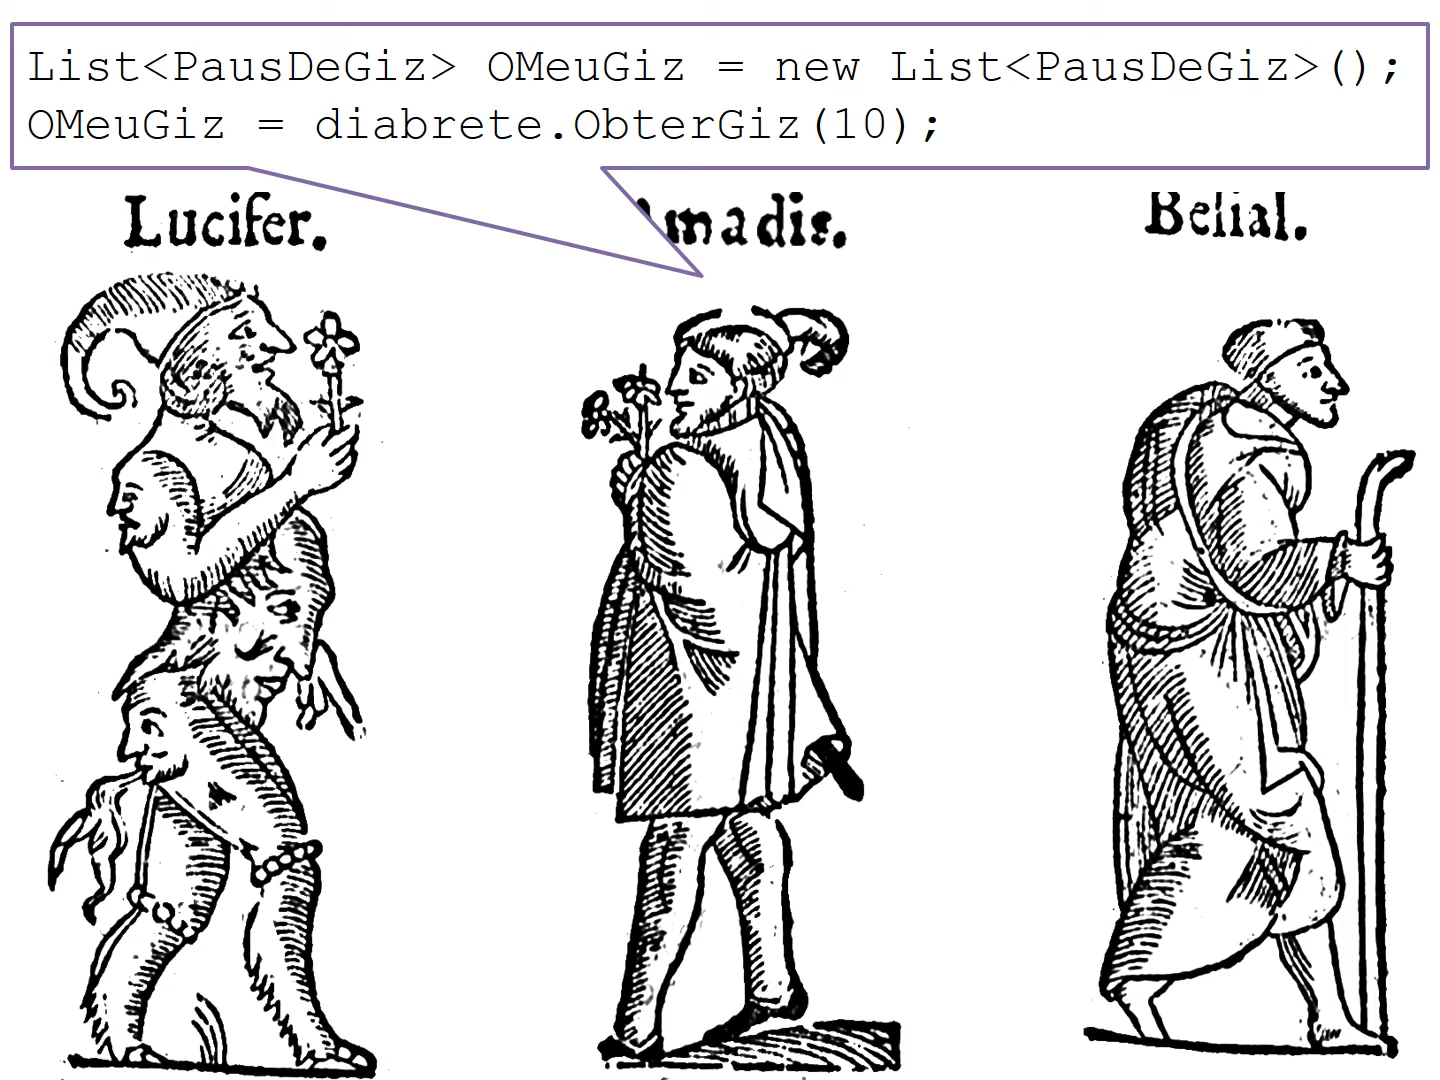 List<PausDeGiz> OMeuGiz = new List<PausDeGiz>();
OMeuGiz = diabrete.ObterGiz(10);
Lucifer.
Belial.